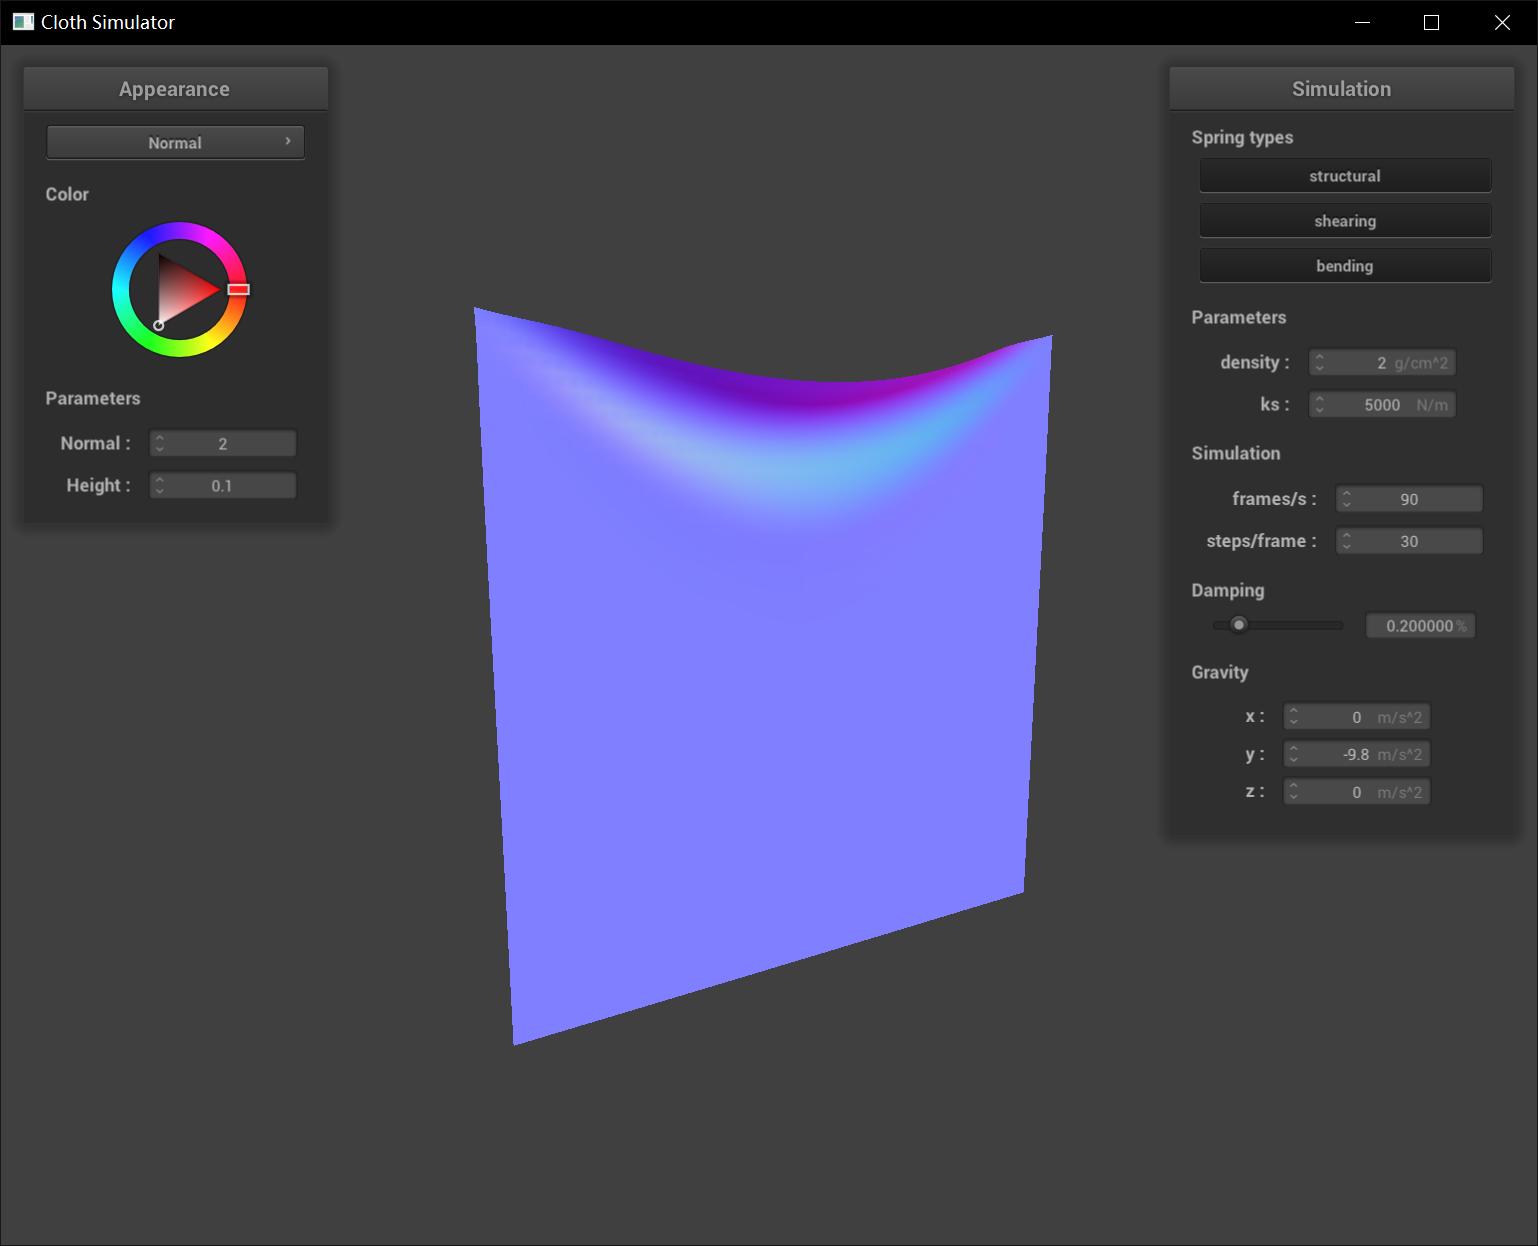 Cloth Simulator
Appearance
Normal
Color
Parameters
Normal : 2
Height : 0.1
Simulation
Spring types
structural
shearing
bending
Parameters
density : 2 g/cm^2
ks : 5000 N/m
Simulation
frames/s : 90
steps/frame : 30
Damping
0.200000 %
Gravity
x : 0 m/s^2
y : -9.8 m/s^2
z : 0 m/s^2